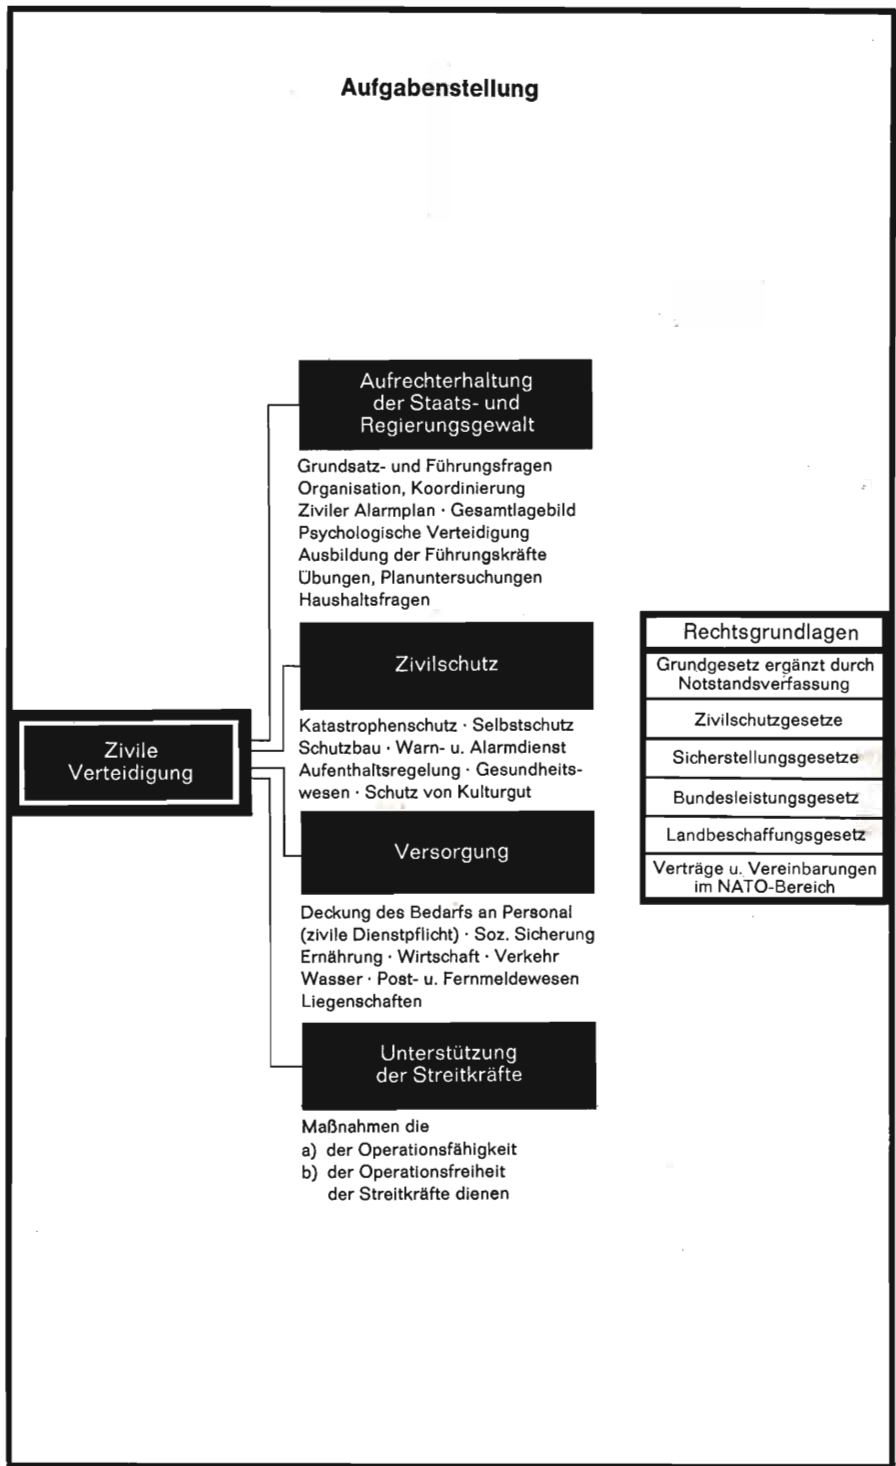 Aufgabenstellung
Zivile
Verteidigung
Aufrechterhaltung
der Staats- und
Regierungsgewalt
Grundsatz- und Führungsfragen
Organisation, Koordinierung
Ziviler Alarmplan · Gesamtlagebild
Psychologische Verteidigung
Ausbildung der Führungskräfte
Übungen, Planuntersuchungen
Haushaltsfragen
Zivilschutz
Katastrophenschutz · Selbstschutz
Schutzbau · Warn- u. Alarmdienst
Aufenthaltsregelung · Gesundheits-
wesen · Schutz von Kulturgut
Versorgung
Deckung des Bedarfs an Personal
(zivile Dienstpflicht) · Soz. Sicherung
Ernährung · Wirtschaft · Verkehr
Wasser · Post- u. Fernmeldewesen
Liegenschaften
Unterstützung
der Streitkräfte
Maßnahmen die
a) der Operationsfähigkeit
b) der Operationsfreiheit
der Streitkräfte dienen
Rechtsgrundlagen
Grundgesetz ergänzt durch
Notstandsverfassung
Zivilschutzgesetze
Sicherstellungsgesetze
Bundesleistungsgesetz
Landbeschaffungsgesetz
Verträge u. Vereinbarungen
im NATO-Bereich